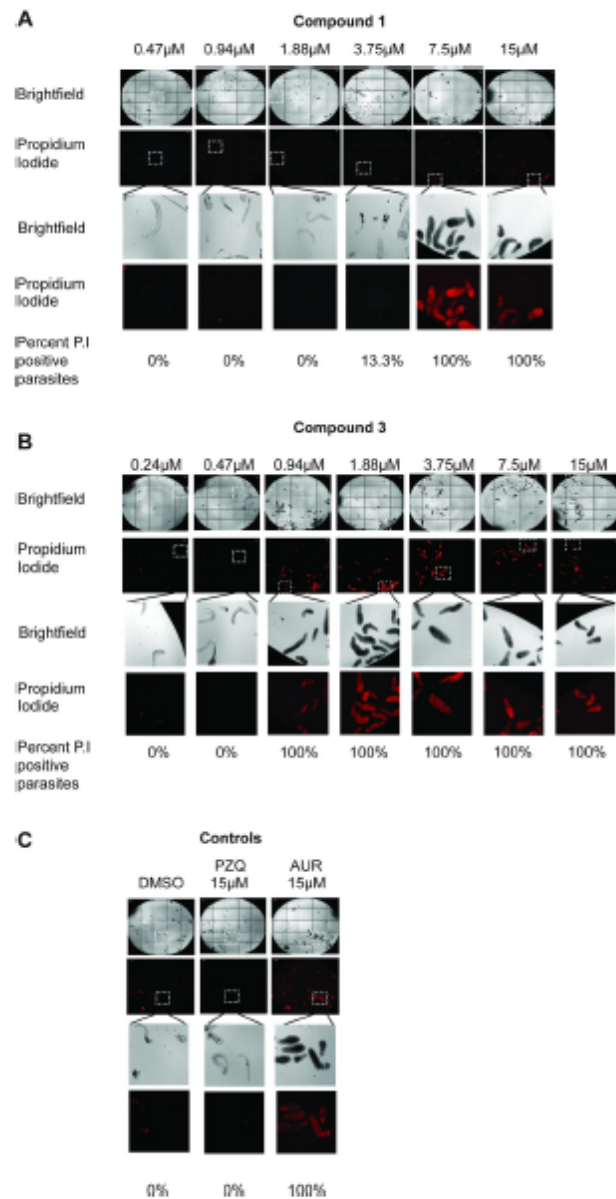 A
Compound 1
0.47µM 0.94µM 1.88µM 3.75µM 7.5µM 15µM
Brightfield
Propidium
Iodide
Brightfield
Propidium
Iodide
Percent P.I
positive
parasites
0% 0% 0% 13.3% 100% 100%
B
Compound 3
0.24µM 0.47µM 0.94µM 1.88µM 3.75µM 7.5µM 15µM
Brightfield
Propidium
Iodide
Brightfield
Propidium
Iodide
Percent P.I
positive
parasites
0% 0% 100% 100% 100% 100% 100%
C
Controls
DMSO PZQ 15µM AUR 15µM
0% 0% 100%